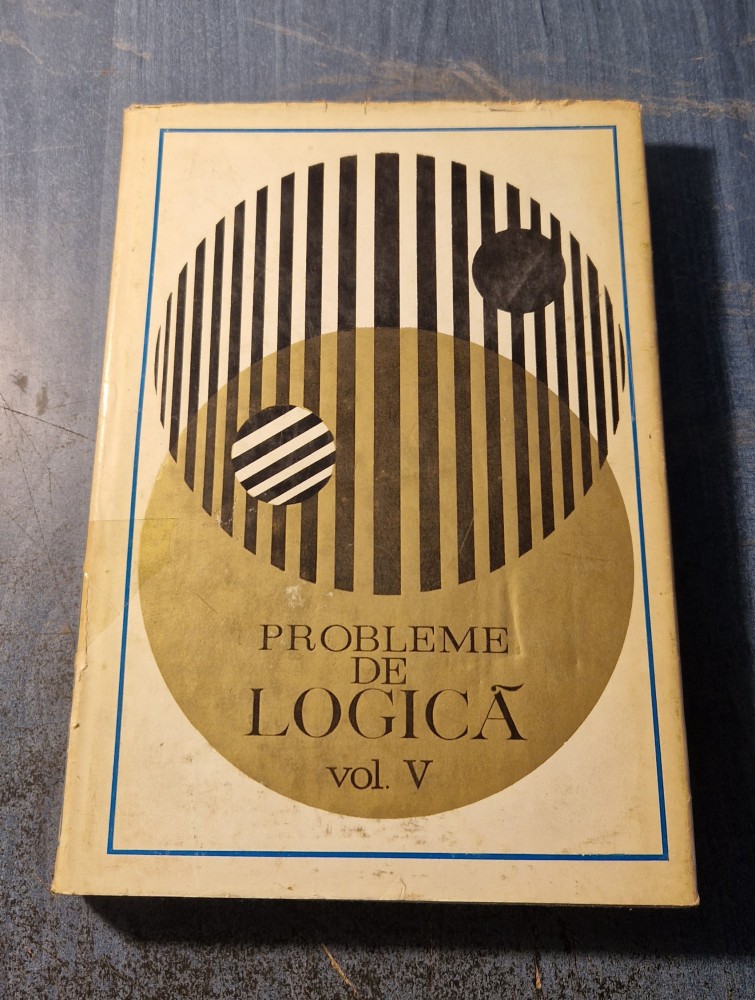 PROBLEME
DE
LOGICĂ
vol. V